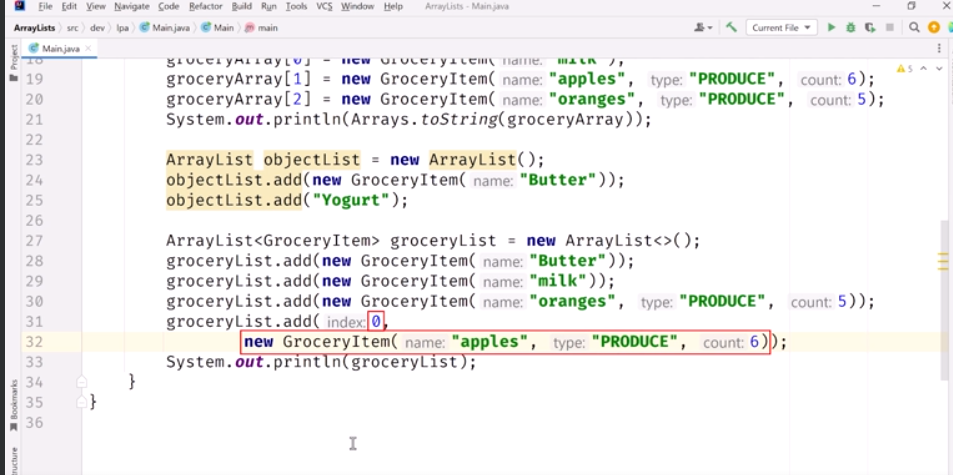 File Edit View Navigate Code Refactor Build Run Tools VCS Window Help ArrayLists - Main.java
ArrayLists src dev lpa Main.java Main main Current File
Project
Main.java
18 groceryArray[0] = new GroceryItem( name: "milk");
5
19 groceryArray[1] = new GroceryItem( name: "apples", type: "PRODUCE", count: 6);
20 groceryArray[2] = new GroceryItem( name: "oranges", type: "PRODUCE", count: 5);
21 System.out.println(Arrays.toString(groceryArray));
22
23 ArrayList objectList = new ArrayList();
24 objectList.add(new GroceryItem( name: "Butter"));
25 objectList.add("Yogurt");
26
27 ArrayList<GroceryItem> groceryList = new ArrayList<>();
28 groceryList.add(new GroceryItem( name: "Butter"));
29 groceryList.add(new GroceryItem( name: "milk"));
30 groceryList.add(new GroceryItem( name: "oranges", type: "PRODUCE", count: 5));
31 groceryList.add( index: 0,
32 new GroceryItem( name: "apples", type: "PRODUCE", count: 6));
33 System.out.println(groceryList);
34 }
35 }
36
Bookmarks